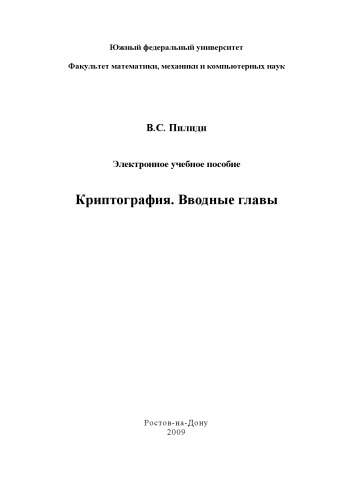 Южный федеральный университет
Факультет математики, механики и компьютерных наук
В.С. Пилиди
Электронное учебное пособие
Криптография. Вводные главы
Ростов-на-Дону
2009